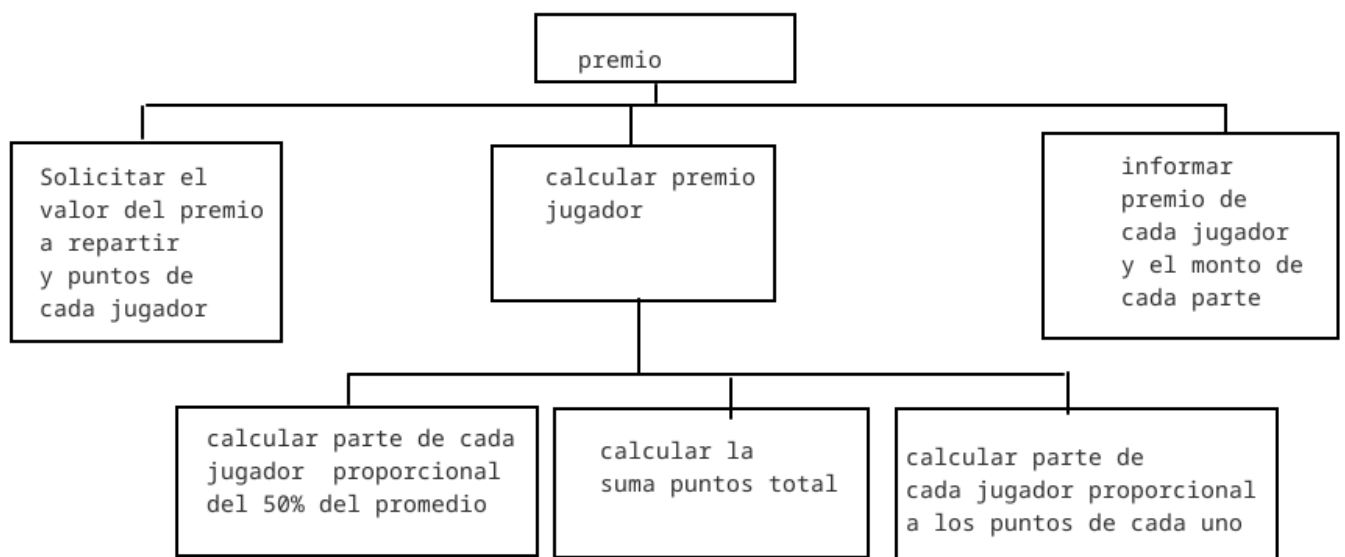 premio
Solicitar el
valor del premio
a repartir
y puntos de
cada jugador
calcular premio
jugador
informar
premio de
cada jugador
y el monto de
cada parte
calcular parte de cada
jugador  proporcional
del 50% del promedio
calcular la
suma puntos total
calcular parte de
cada jugador proporcional
a los puntos de cada uno